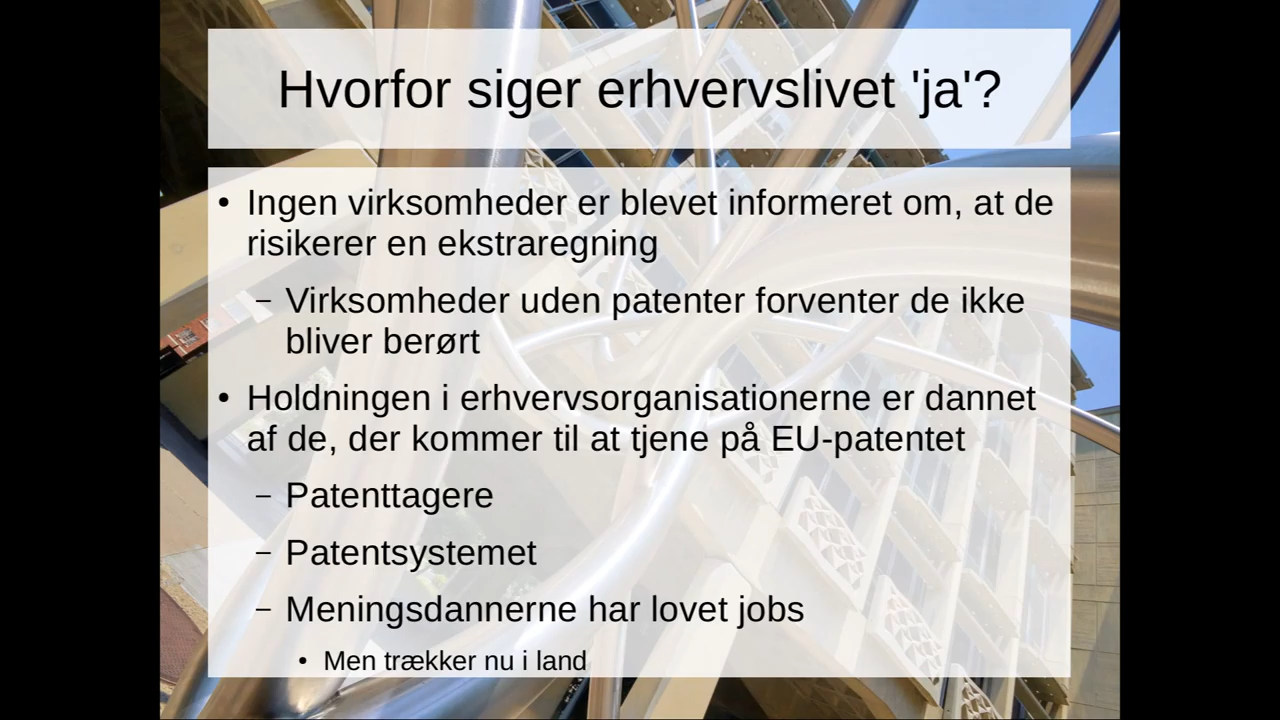 Hvorfor siger erhvervslivet 'ja'?
• Ingen virksomheder er blevet informeret om, at de
risikerer en ekstraregning
– Virksomheder uden patenter forventer de ikke
bliver berørt
• Holdningen i erhvervsorganisationerne er dannet
af de, der kommer til at tjene på EU-patentet
– Patenttagere
– Patentsystemet
– Meningsdannerne har lovet jobs
• Men trækker nu i land